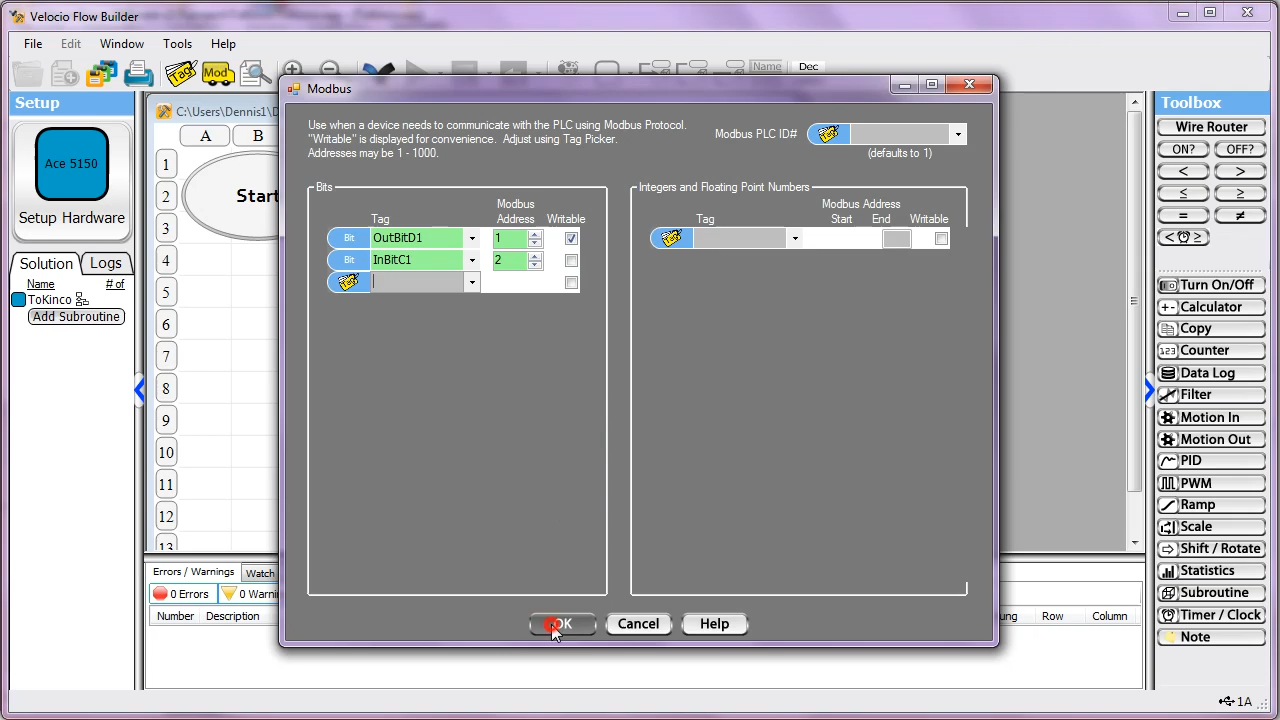 Velocio Flow Builder
File Edit Window Tools Help
Tag Mod Name Dec
Setup
Ace 5150
Setup Hardware
Solution Logs
Name # of
ToKinco
Add Subroutine
C:\Users\Dennis1\D
A B
1
2
3
4
5
6
7
8
9
10
11
12
13
Start
Modbus
Use when a device needs to communicate with the PLC using Modbus Protocol.
"Writable" is displayed for convenience. Adjust using Tag Picker.
Addresses may be 1 - 1000.
Modbus PLC ID#
(defaults to 1)
Bits
Modbus
Tag Address Writable
Bit OutBitD1 1
Bit InBitC1 2
Integers and Floating Point Numbers
Modbus Address
Tag Start End Writable
OK Cancel Help
Errors / Warnings Watch
0 Errors 0 Warni
Number Description Row Column
Toolbox
Wire Router
ON? OFF?
< >
≤ ≥
= ≠
< >
Turn On/Off
+- Calculator
Copy
123 Counter
Data Log
Filter
Motion In
Motion Out
PID
PWM
Ramp
Scale
Shift / Rotate
Statistics
Subroutine
Timer / Clock
Note
1A